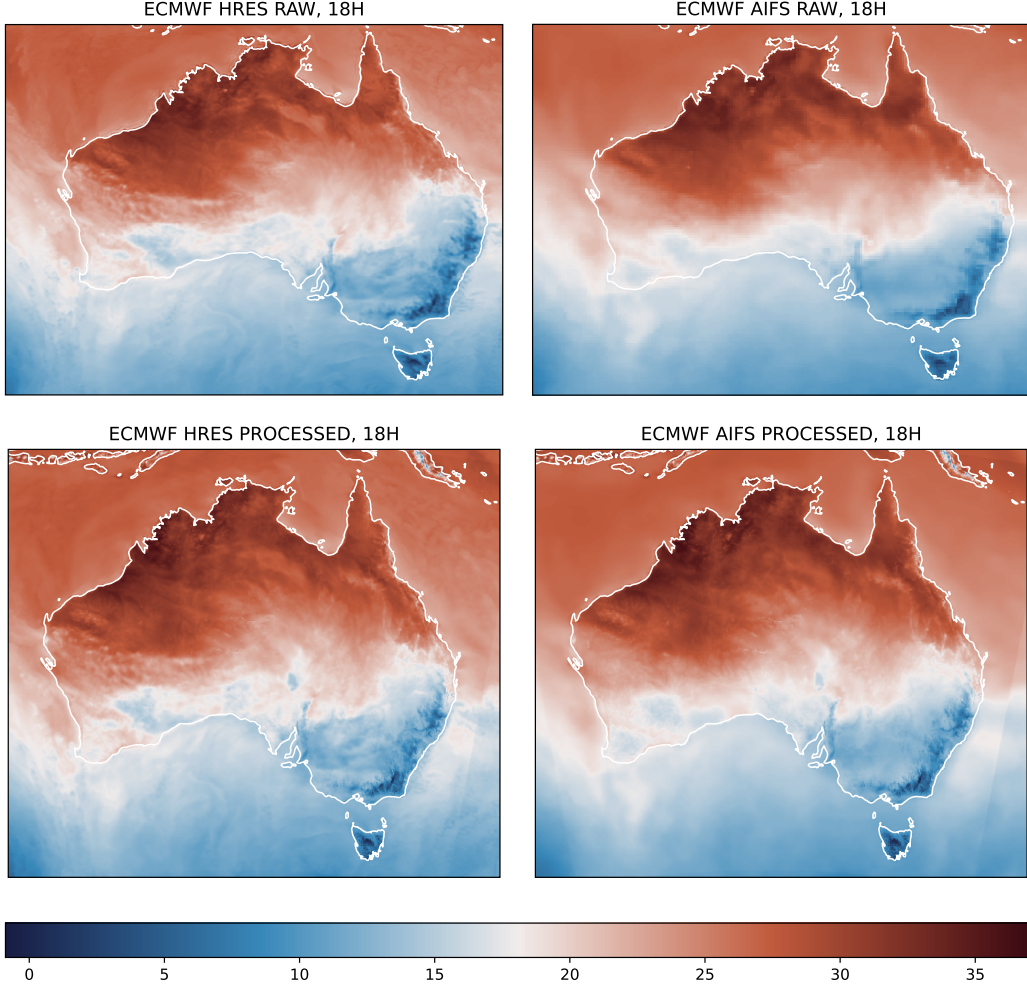 ECMWF HRES RAW, 18H
ECMWF AIFS RAW, 18H
ECMWF HRES PROCESSED, 18H
ECMWF AIFS PROCESSED, 18H
0 5 10 15 20 25 30 35